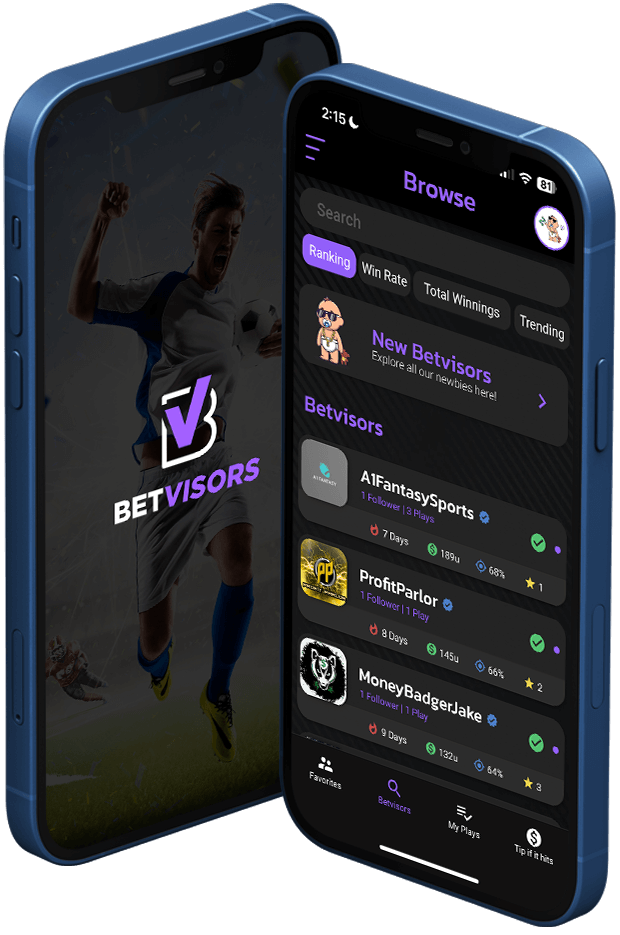 BETVISORS
2:15
81
Browse
Search
Ranking
Win Rate
Total Winnings
Trending
New Betvisors
Explore all our newbies here!
Betvisors
A1FANTASY
A1FantasySports
1 Follower | 3 Plays
7 Days
189u
68%
1
PP
ProfitParlor
1 Follower | 1 Play
8 Days
145u
66%
2
MoneyBadgerJake
1 Follower | 1 Play
9 Days
132u
64%
3
Favorites
Betvisors
My Plays
Tip if it hits